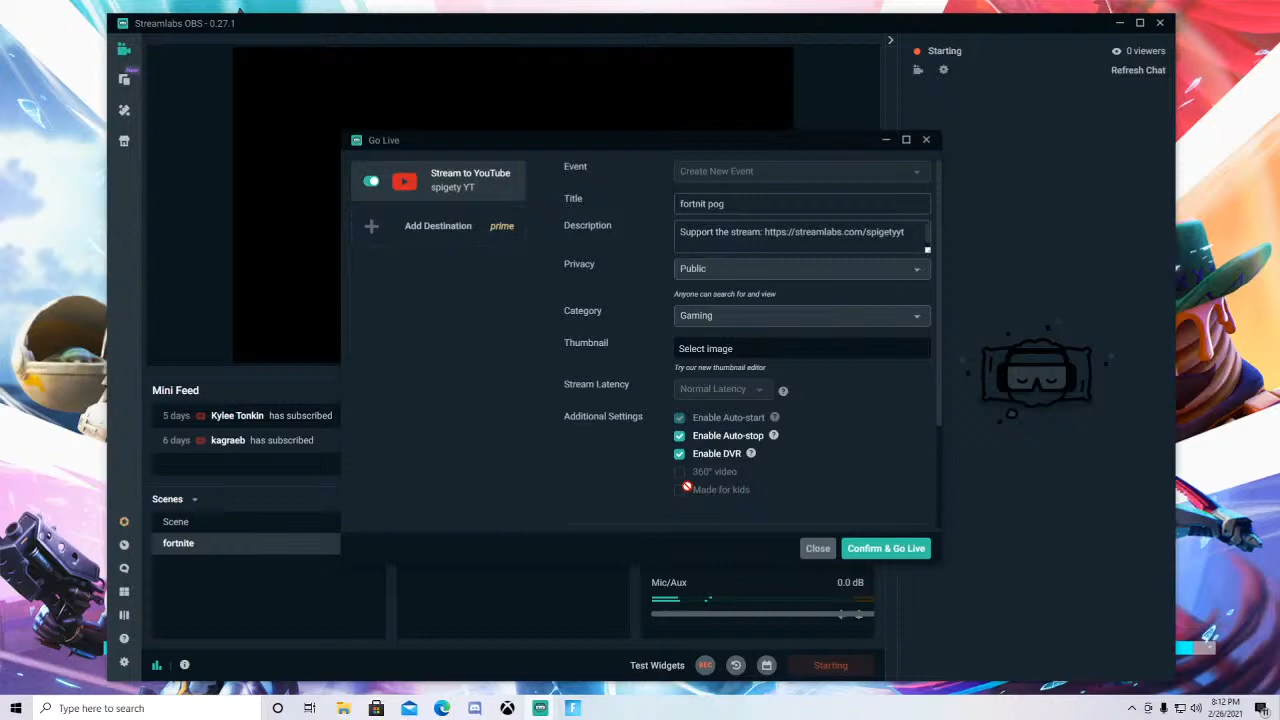 Streamlabs OBS - 0.27.1
Starting
0 viewers
New
Refresh Chat
Go Live
Stream to YouTube
spigety YT
Add Destination prime
Event
Create New Event
Title
fortnit pog
Description
Support the stream: https://streamlabs.com/spigetyyt
Privacy
Public
Anyone can search for and view
Category
Gaming
Thumbnail
Select image
Try our new thumbnail editor
Stream Latency
Normal Latency
Additional Settings
Enable Auto-start
Enable Auto-stop
Enable DVR
360° video
Made for kids
Close
Confirm & Go Live
Mini Feed
5 days Kylee Tonkin has subscribed
6 days kagraeb has subscribed
Scenes
Scene
fortnite
Mic/Aux
0.0 dB
Test Widgets
REC
Starting
Type here to search
8:12 PM
2/26/2021